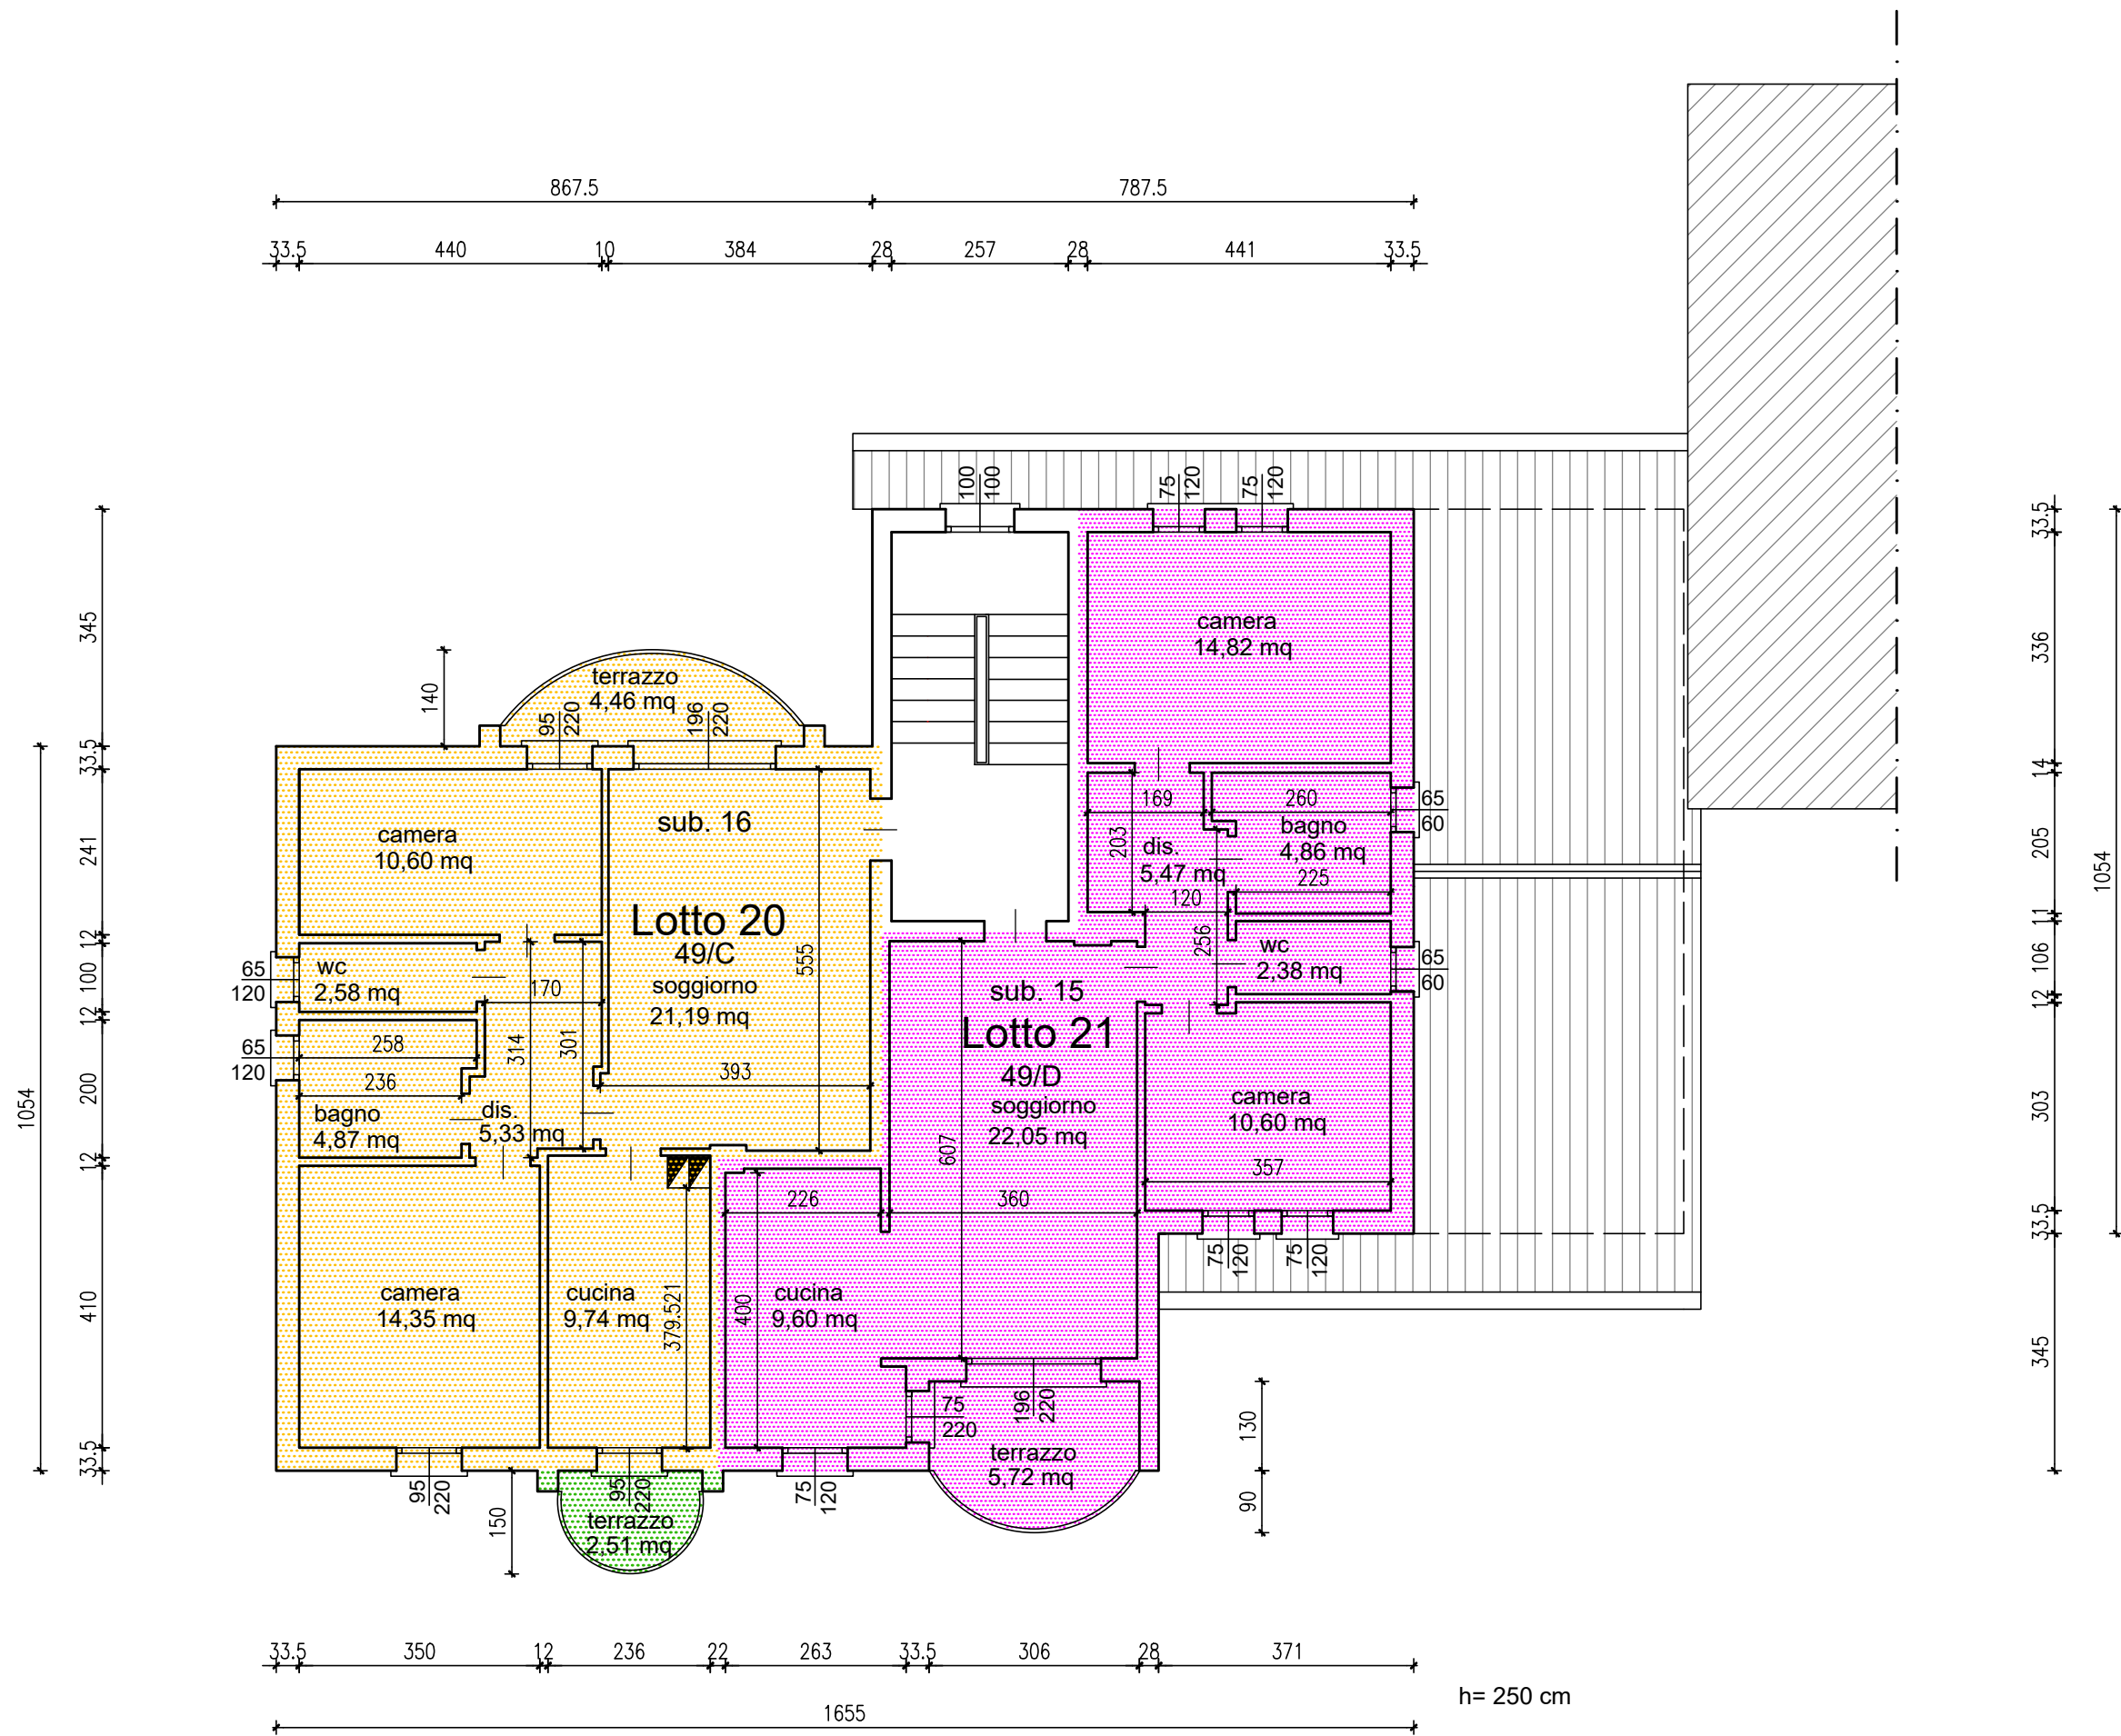 867.5 787.5
33.5 440 10 384 28 257 28 441 33.5
100
100
75
120
75
120
33.5
345
336
camera
14,82 mq
140
terrazzo
4,46 mq
95
220
196
220
33.5
14
169 260
65
60
sub. 16
camera
10,60 mq
241
203
bagno
4,86 mq
dis.
5,47 mq
205
1054
225
120
Lotto 20
49/C
soggiorno
21,19 mq
555
12
11
256
wc
2,38 mq
65
60
106
65
120
wc
2,58 mq
100
170
sub. 15
Lotto 21
49/D
soggiorno
22,05 mq
12
12
65
120
258
236
314
301
393
200
1054
bagno
4,87 mq
dis.
5,33 mq
camera
10,60 mq
303
607
12
357
226 360
33.5
75
120
75
120
camera
14,35 mq
cucina
9,74 mq
379.521
400
cucina
9,60 mq
410
345
196
220
75
220
130
terrazzo
5,72 mq
33.5
95
220
95
220
75
120
150
90
terrazzo
2,51 mq
33.5 350 12 236 22 263 33.5 306 28 371
h= 250 cm
1655